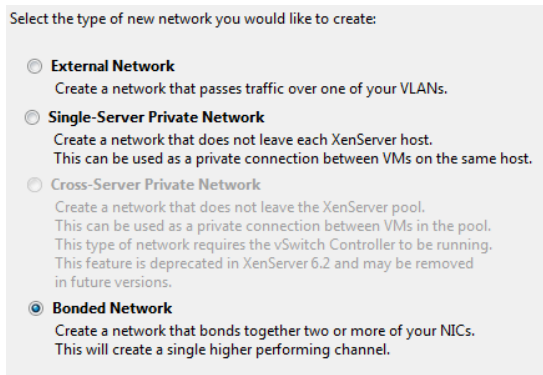 Select the type of new network you would like to create:
External Network
Create a network that passes traffic over one of your VLANs.
Single-Server Private Network
Create a network that does not leave each XenServer host.
This can be used as a private connection between VMs on the same host.
Cross-Server Private Network
Create a network that does not leave the XenServer pool.
This can be used as a private connection between VMs in the pool.
This type of network requires the vSwitch Controller to be running.
This feature is deprecated in XenServer 6.2 and may be removed
in future versions.
Bonded Network
Create a network that bonds together two or more of your NICs.
This will create a single higher performing channel.